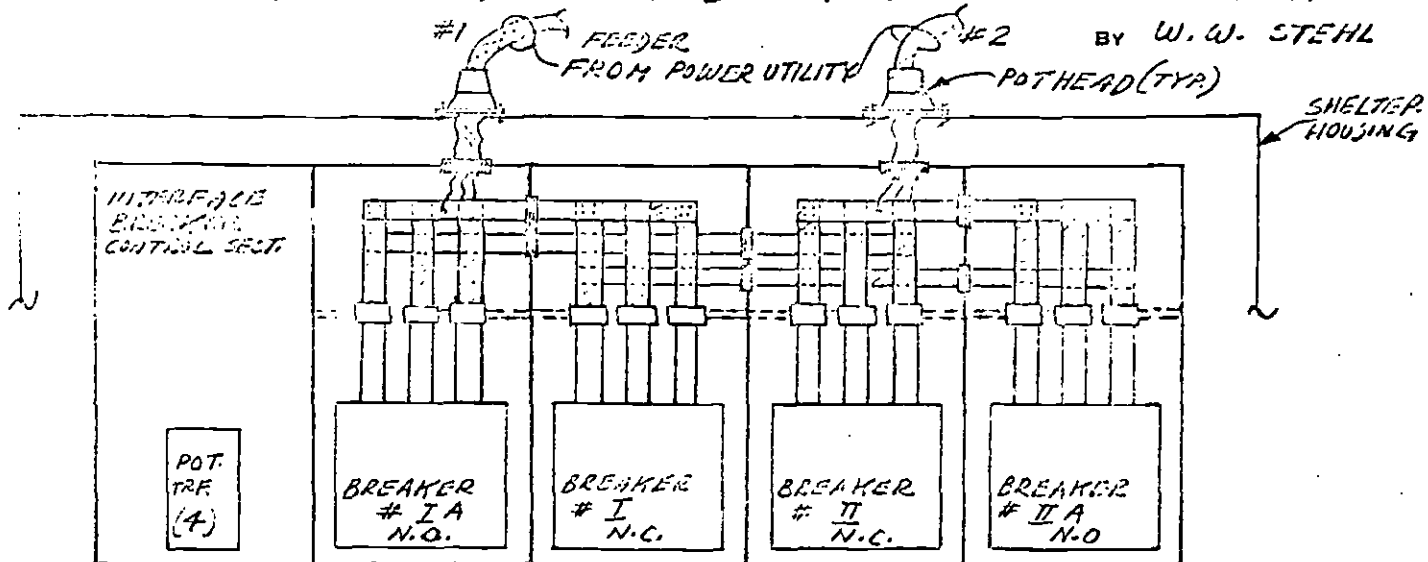 #1
FEEDER
FROM POWER UTILITY
#2
BY W. W. STEHL
POTHEAD (TYP.)
SHELTER
HOUSING
INTERFACE
BREAKER
CONTROL SECT.
POT.
TRF.
(4)
BREAKER
# I A
N.O.
BREAKER
# I
N.C.
BREAKER
# II
N.C.
BREAKER
# II A
N.O